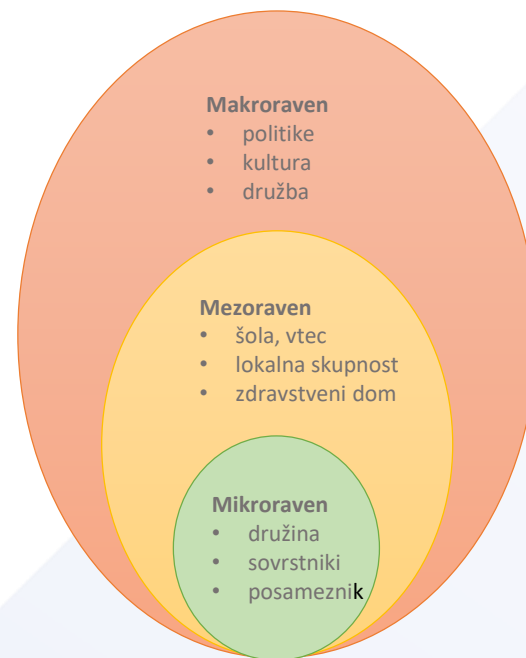 Makroraven
• politike
• kultura
• družba
Mezoraven
• šola, vtec
• lokalna skupnost
• zdravstveni dom
Mikroraven
• družina
• sovrstniki
• posameznik